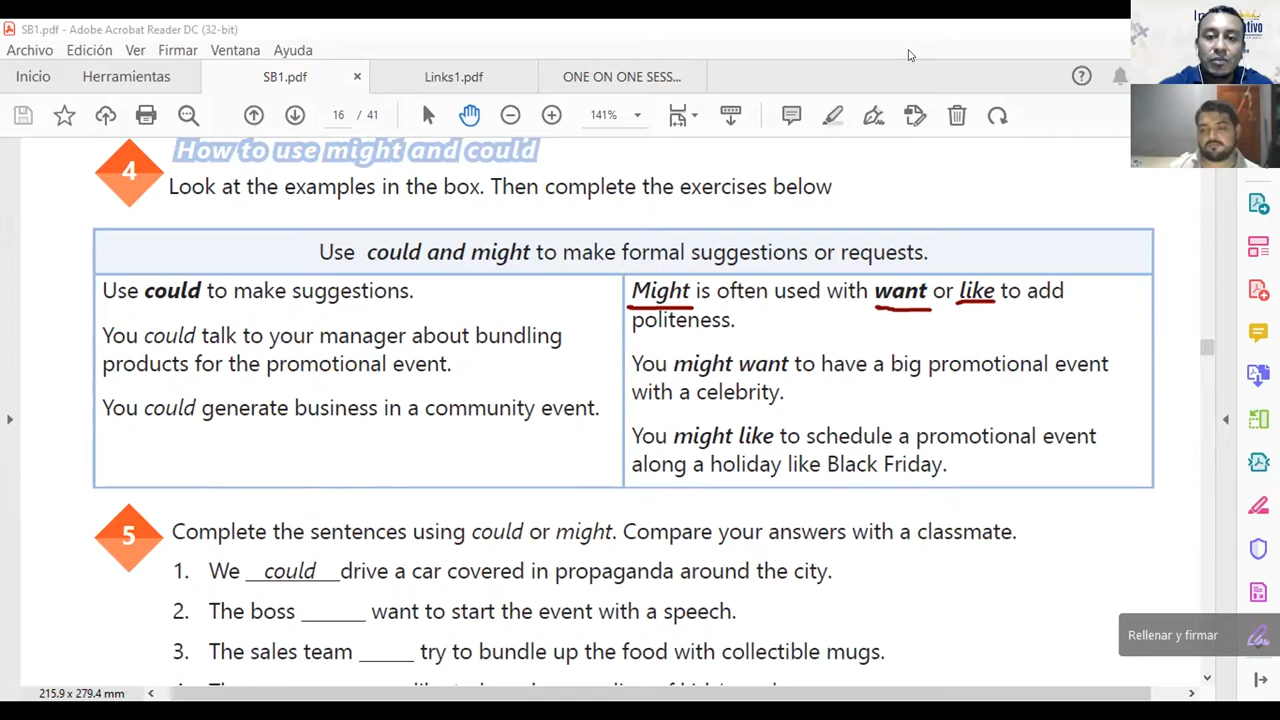 SB1.pdf - Adobe Acrobat Reader DC (32-bit)
Archivo Edición Ver Firmar Ventana Ayuda
Inicio Herramientas SB1.pdf × Links1.pdf ONE ON ONE SESS...
16 / 41 141%
4 How to use might and could
Look at the examples in the box. Then complete the exercises below
Use could and might to make formal suggestions or requests.
Use could to make suggestions.
You could talk to your manager about bundling
products for the promotional event.
You could generate business in a community event.
Might is often used with want or like to add
politeness.
You might want to have a big promotional event
with a celebrity.
You might like to schedule a promotional event
along a holiday like Black Friday.
5 Complete the sentences using could or might. Compare your answers with a classmate.
1. We __could__ drive a car covered in propaganda around the city.
2. The boss ______ want to start the event with a speech.
3. The sales team _____ try to bundle up the food with collectible mugs.
Rellenar y firmar
215.9 x 279.4 mm